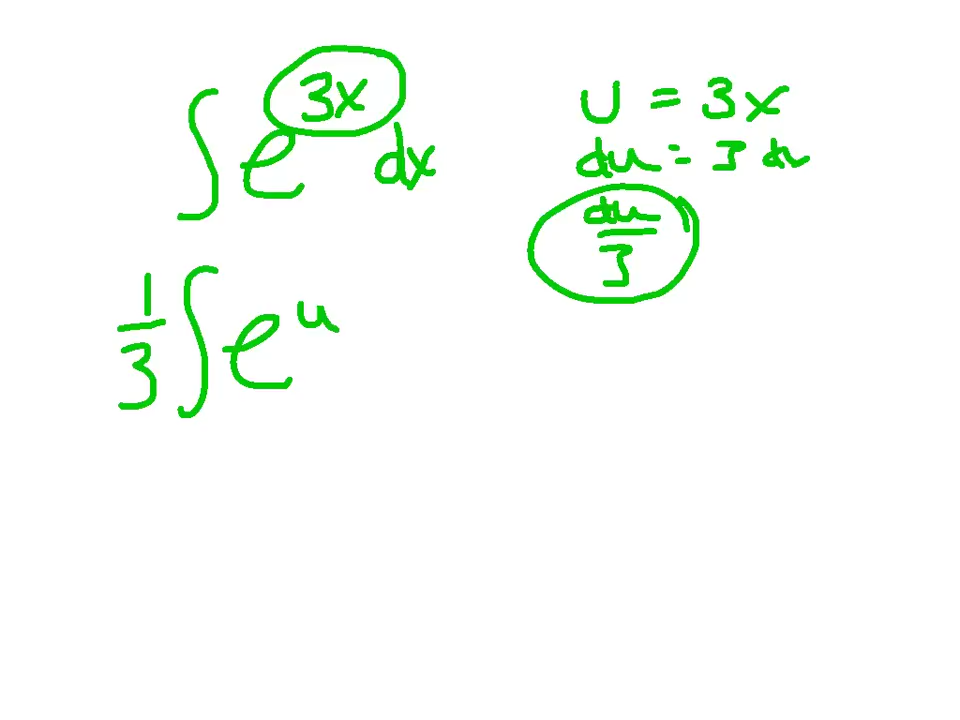 ∫ e^{3x} dx
u = 3x
du = 3 dx
du/3
1/3 ∫ e^u